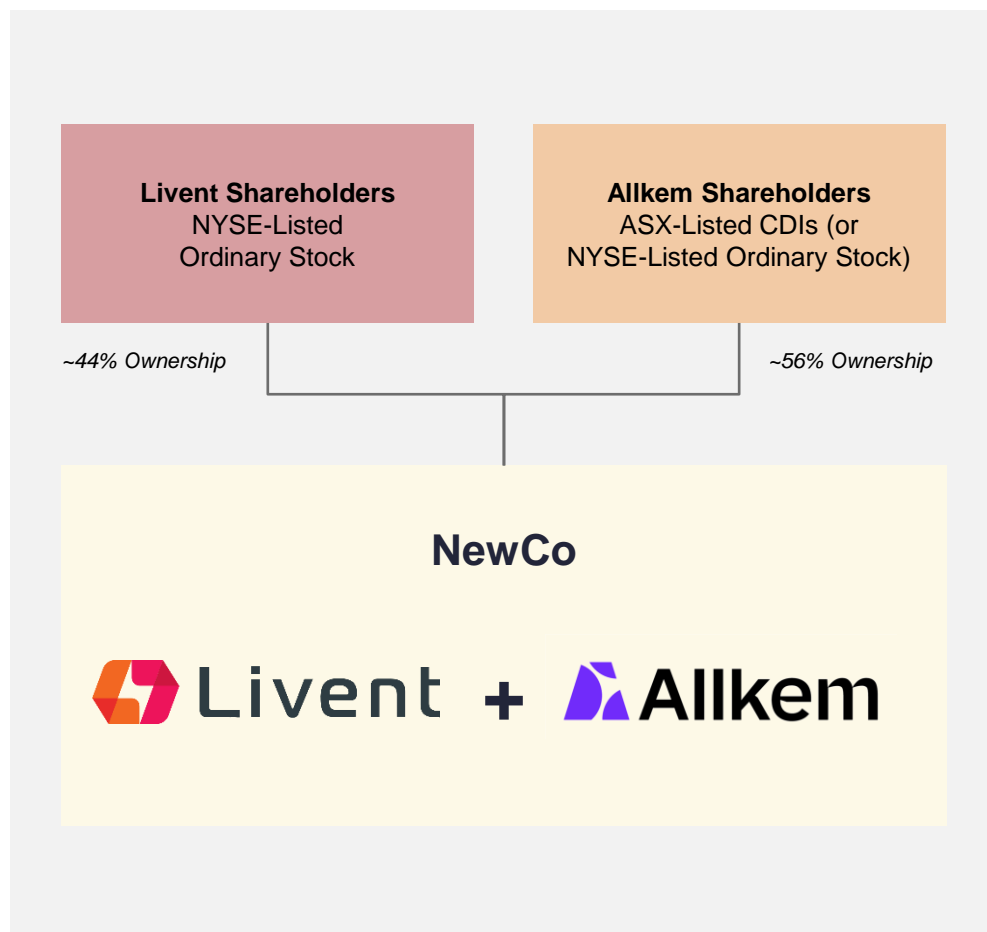 Livent Shareholders
NYSE-Listed
Ordinary Stock
Allkem Shareholders
ASX-Listed CDIs (or
NYSE-Listed Ordinary Stock)
~44% Ownership
~56% Ownership
NewCo
Livent + Allkem